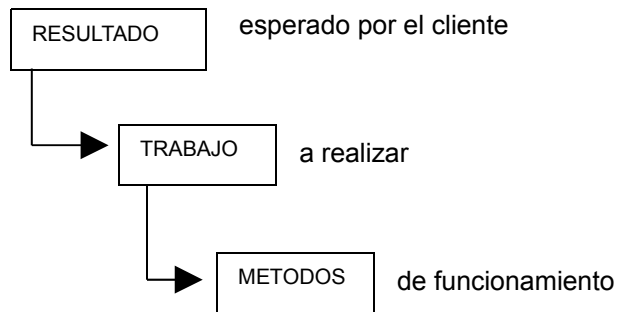 RESULTADO esperado por el cliente
TRABAJO a realizar
METODOS de funcionamiento